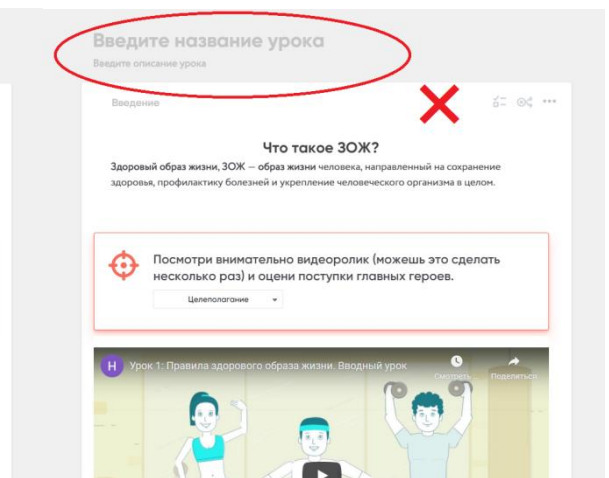 Введите название урока
Введите описание урока
Введение
Что такое ЗОЖ?
Здоровый образ жизни, ЗОЖ — образ жизни человека, направленный на сохранение
здоровья, профилактику болезней и укрепление человеческого организма в целом.
Посмотри внимательно видеоролик (можешь это сделать
несколько раз) и оцени поступки главных героев.
Целеполагание
Н Урок 1: Правила здорового образа жизни. Вводный урок
Смотреть... Поделиться